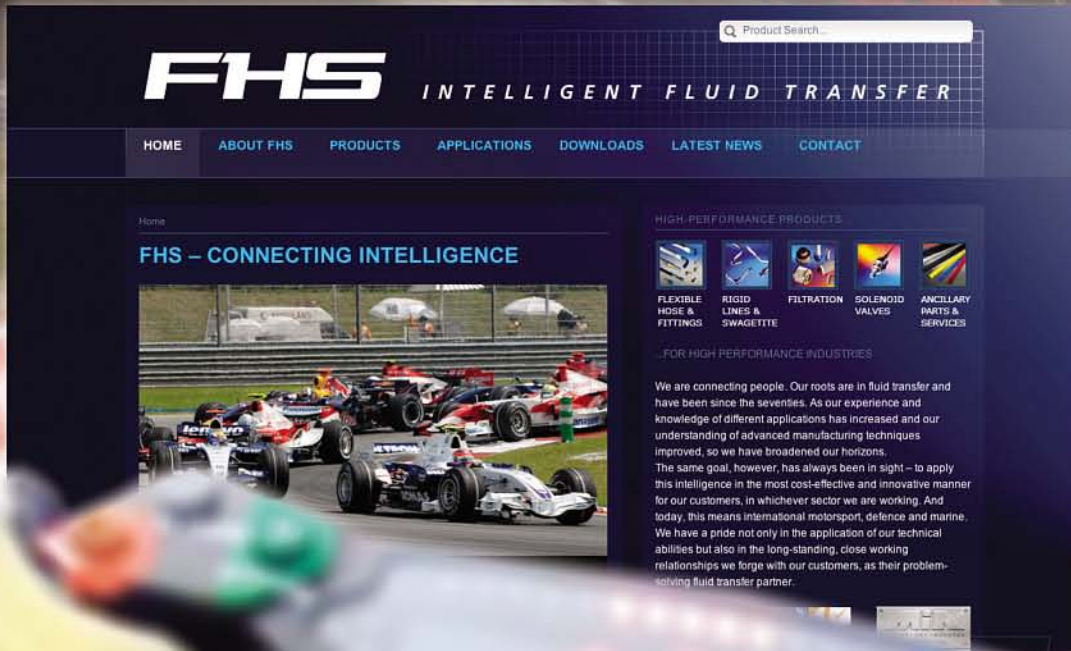 Product Search...
FHS
INTELLIGENT FLUID TRANSFER
HOME ABOUT FHS PRODUCTS APPLICATIONS DOWNLOADS LATEST NEWS CONTACT
Home
FHS – CONNECTING INTELLIGENCE
lenovo
HIGH-PERFORMANCE PRODUCTS
FLEXIBLE
HOSE &
FITTINGS
RIGID
LINES &
SWAGETITE
FILTRATION
SOLENOID
VALVES
ANCILLARY
PARTS &
SERVICES
...FOR HIGH PERFORMANCE INDUSTRIES
We are connecting people. Our roots are in fluid transfer and
have been since the seventies. As our experience and
knowledge of different applications has increased and our
understanding of advanced manufacturing techniques
improved, so we have broadened our horizons.
The same goal, however, has always been in sight – to apply
this intelligence in the most cost-effective and innovative manner
for our customers, in whichever sector we are working. And
today, this means international motorsport, defence and marine.
We have a pride not only in the application of our technical
abilities but also in the long-standing, close working
relationships we forge with our customers, as their problem-
solving fluid transfer partner.